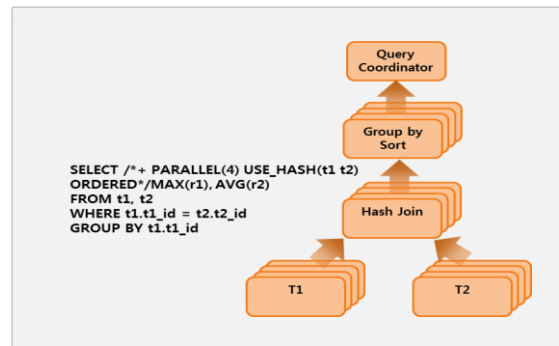 Query
Coordinator
Group by
Sort
SELECT /*+ PARALLEL(4) USE_HASH(t1 t2)
ORDERED*/MAX(r1), AVG(r2)
FROM t1, t2
WHERE t1.t1_id = t2.t2_id
GROUP BY t1.t1_id
Hash Join
T1
T2